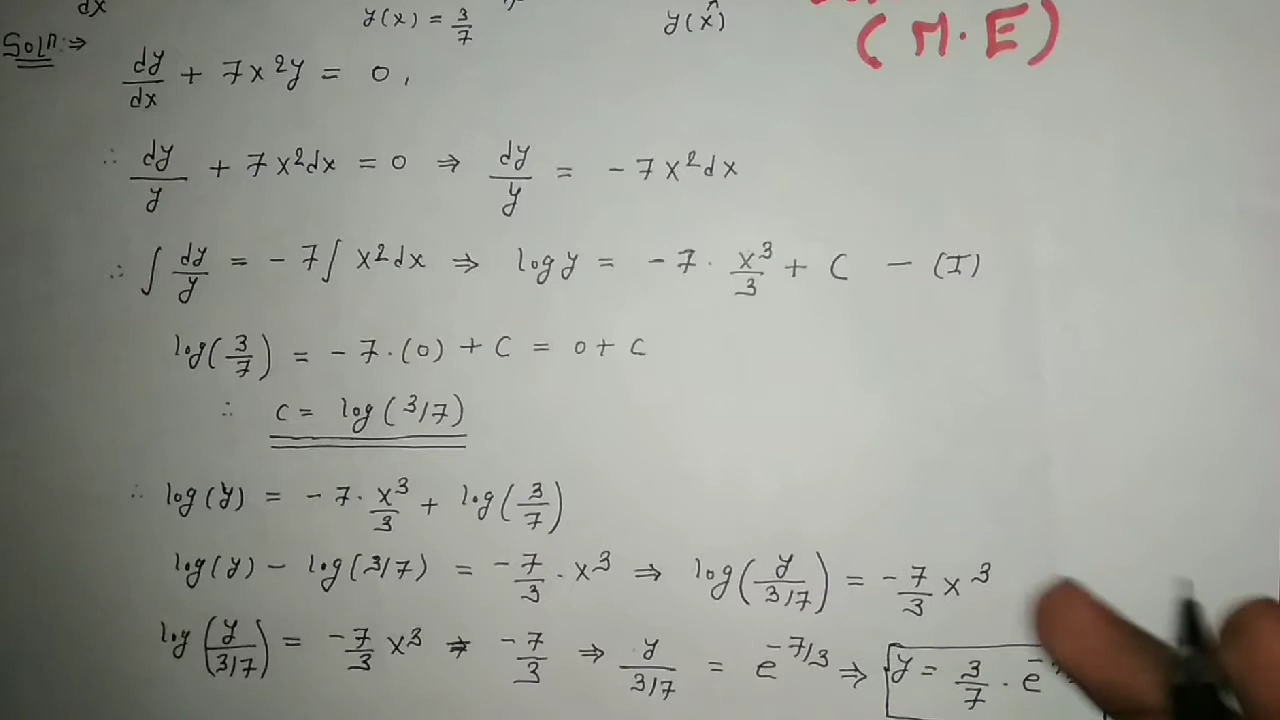 dx
y(x) = 3/7 y(x)
(M.E)
Soln:⇒
dy/dx + 7x²y = 0,
∴ dy/y + 7x²dx = 0 ⇒ dy/y = -7x²dx
∴ ∫ dy/y = -7∫ x²dx ⇒ log y = -7 · x³/3 + C — (I)
log(3/7) = -7·(0) + C = 0 + C
∴ C = log(3/7)
∴ log(y) = -7 · x³/3 + log(3/7)
log(y) - log(3/7) = -7/3 · x³ ⇒ log(y/3/7) = -7/3 x³
log(y/3/7) = -7/3 x³ ⇒ -7/3 ⇒ y/3/7 = e^-7/3 ⇒ y = 3/7 · e^-